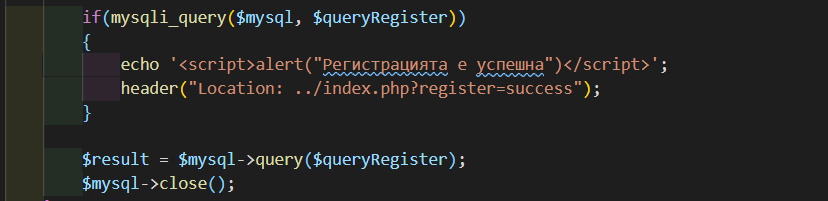 if(mysqli_query($mysql, $queryRegister))
{
echo '<script>alert("Регистрацията е успешна")</script>';
header("Location: ../index.php?register=success");
}
$result = $mysql->query($queryRegister);
$mysql->close();